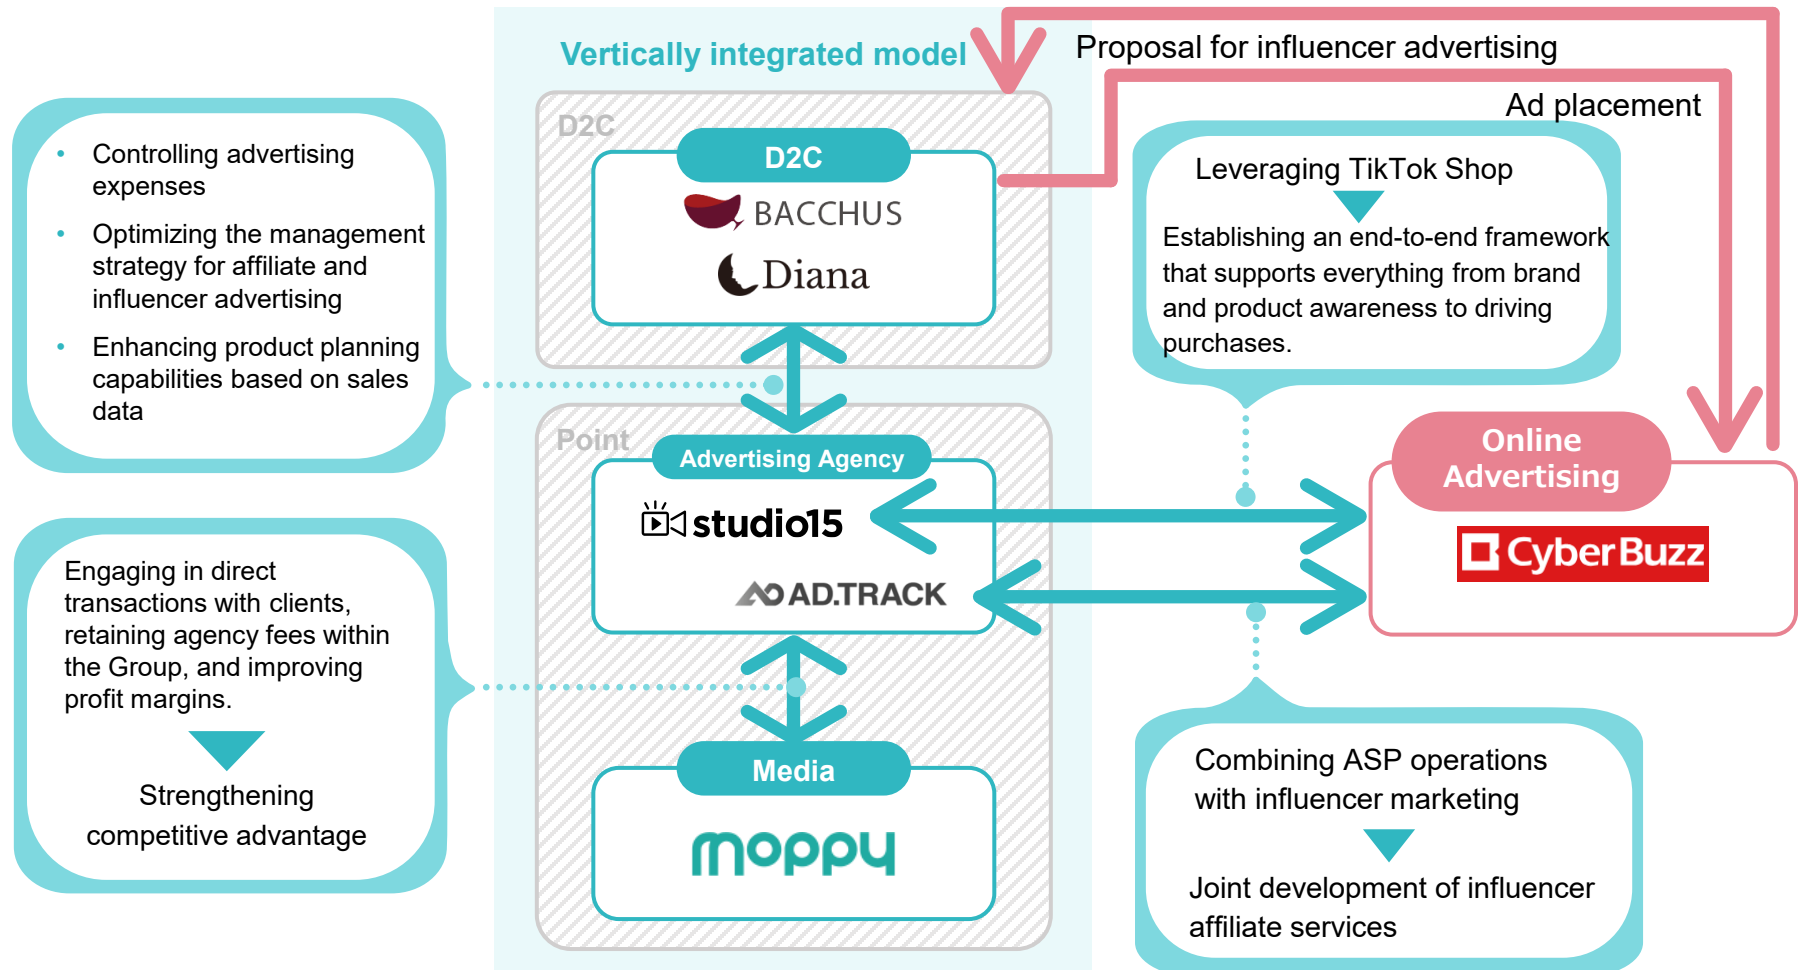 Vertically integrated model
Proposal for influencer advertising
Ad placement
D2C
D2C
BACCHUS
Diana
• Controlling advertising
expenses
• Optimizing the management
strategy for affiliate and
influencer advertising
• Enhancing product planning
capabilities based on sales
data
Leveraging TikTok Shop
Establishing an end-to-end framework
that supports everything from brand
and product awareness to driving
purchases.
Point
Advertising Agency
studio15
AD.TRACK
Online
Advertising
CyberBuzz
Engaging in direct
transactions with clients,
retaining agency fees within
the Group, and improving
profit margins.
Strengthening
competitive advantage
Media
moppy
Combining ASP operations
with influencer marketing
Joint development of influencer
affiliate services